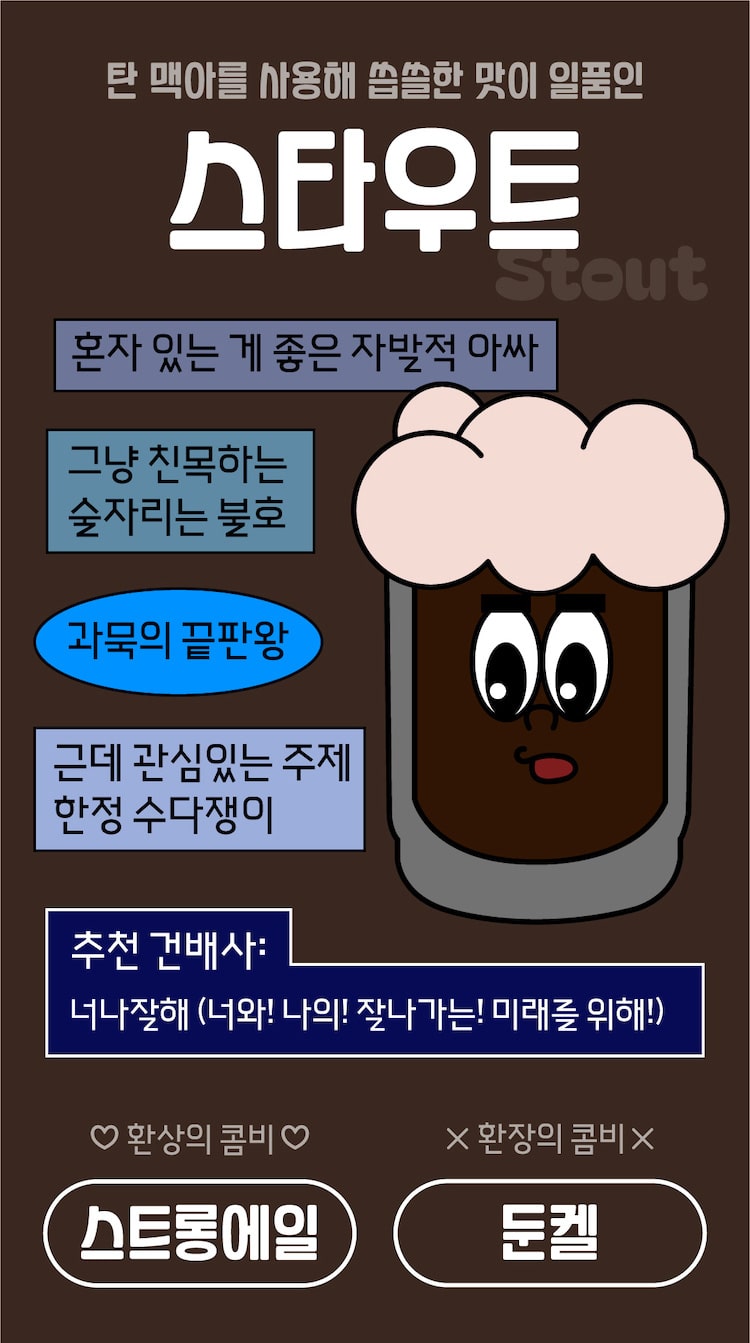 탄 맥아를 사용해 씁쓸한 맛이 일품인
스타우트
Stout
혼자 있는 게 좋은 자발적 아싸
그냥 친목하는
술자리는 불호
과묵의 끝판왕
근데 관심있는 주제
한정 수다쟁이
추천 건배사:
너나잘해 (너와! 나의! 잘나가는! 미래를 위해!)
♡ 환상의 콤비 ♡
× 환장의 콤비 ×
스트롱에일
둔켈